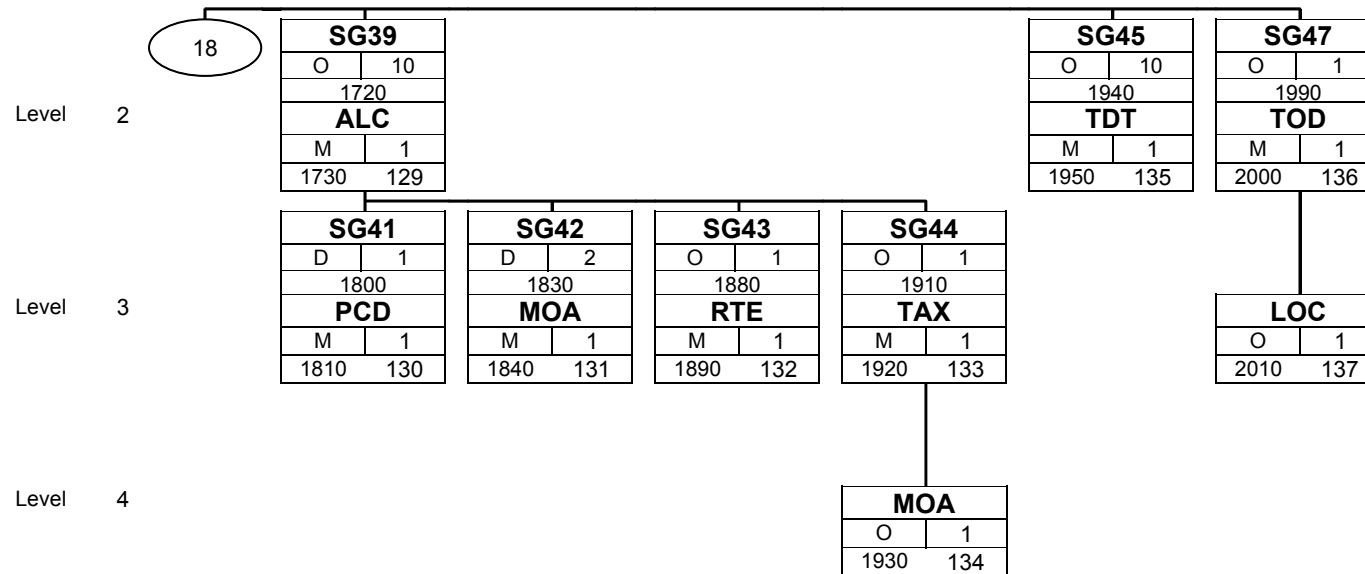 18
SG39 SG45 SG47
O 10 O 10 O 1
1720 1940 1990
Level 2 ALC TDT TOD
M 1 M 1 M 1
1730 129 1950 135 2000 136
SG41 SG42 SG43 SG44
D 1 D 2 O 1 O 1
1800 1830 1880 1910
Level 3 PCD MOA RTE TAX LOC
M 1 M 1 M 1 M 1 O 1
1810 130 1840 131 1890 132 1920 133 2010 137
Level 4 MOA
O 1
1930 134